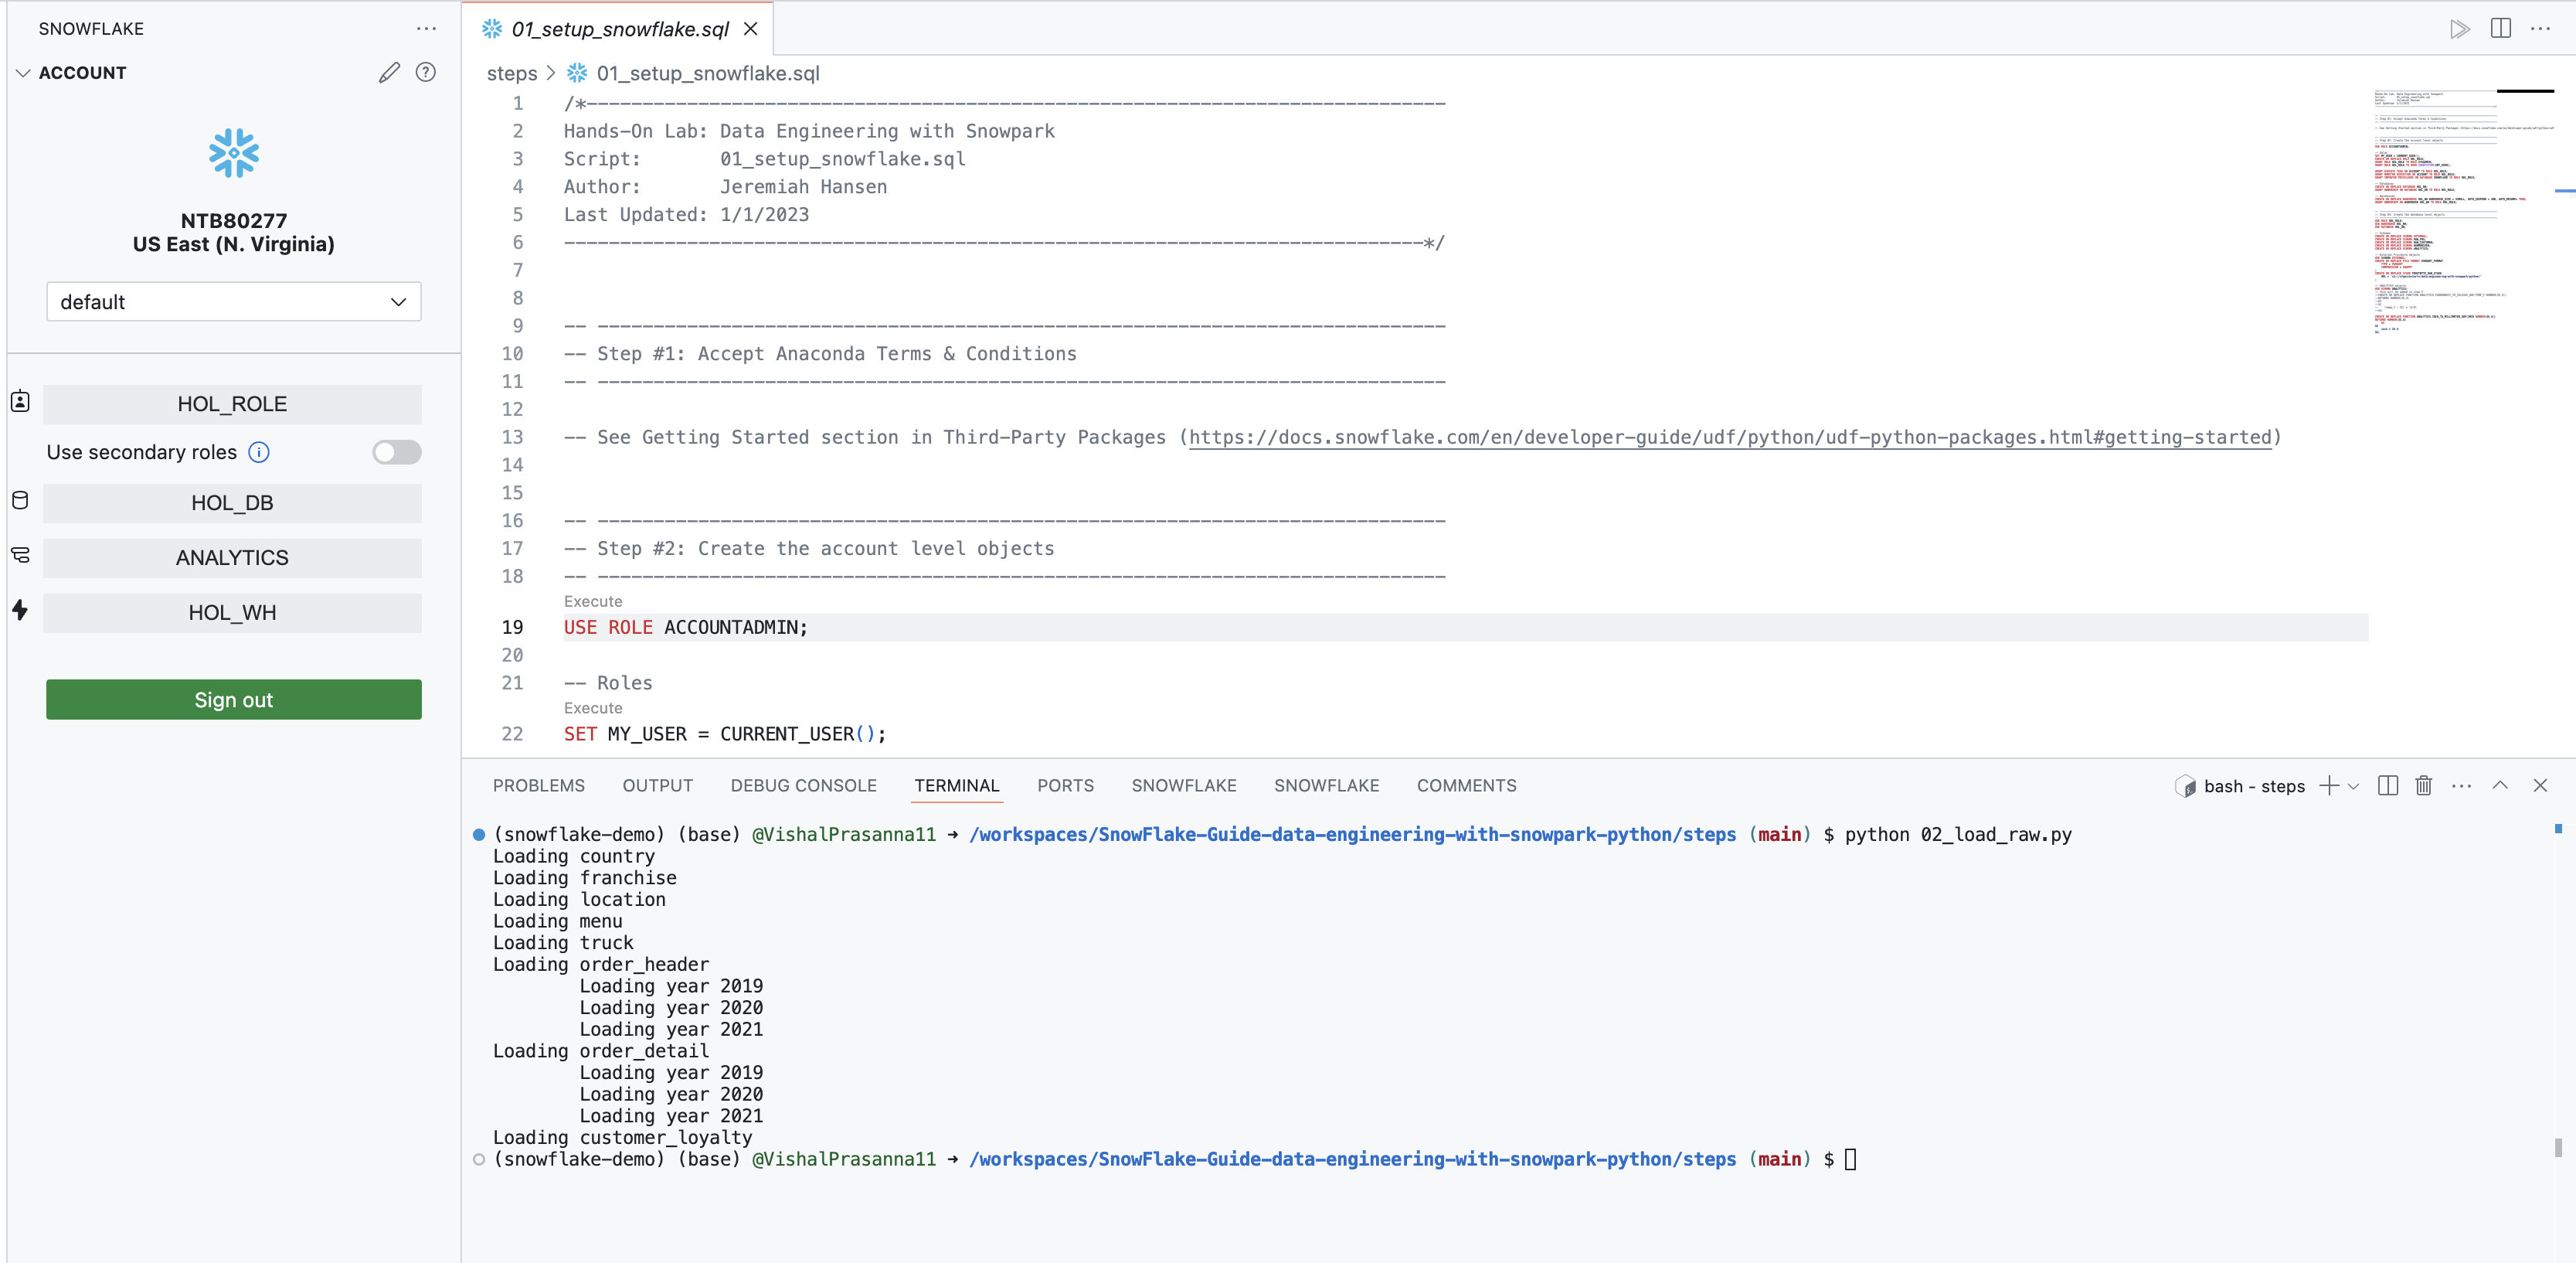 SNOWFLAKE
ACCOUNT
NTB80277
US East (N. Virginia)
default
HOL_ROLE
Use secondary roles
HOL_DB
ANALYTICS
HOL_WH
Sign out
01_setup_snowflake.sql
steps > 01_setup_snowflake.sql
1 /*-----------------------------------------------------------------------------
2 Hands-On Lab: Data Engineering with Snowpark
3 Script:       01_setup_snowflake.sql
4 Author:       Jeremiah Hansen
5 Last Updated: 1/1/2023
6 -----------------------------------------------------------------------------*/
7
8
9 -- ----------------------------------------------------------------------------
10 -- Step #1: Accept Anaconda Terms & Conditions
11 -- ----------------------------------------------------------------------------
12
13 -- See Getting Started section in Third-Party Packages (https://docs.snowflake.com/en/developer-guide/udf/python/udf-python-packages.html#getting-started)
14
15
16 -- ----------------------------------------------------------------------------
17 -- Step #2: Create the account level objects
18 -- ----------------------------------------------------------------------------
Execute
19 USE ROLE ACCOUNTADMIN;
20
21 -- Roles
Execute
22 SET MY_USER = CURRENT_USER();
PROBLEMS OUTPUT DEBUG CONSOLE TERMINAL PORTS SNOWFLAKE SNOWFLAKE COMMENTS bash - steps
(snowflake-demo) (base) @VishalPrasanna11 → /workspaces/SnowFlake-Guide-data-engineering-with-snowpark-python/steps (main) $ python 02_load_raw.py
Loading country
Loading franchise
Loading location
Loading menu
Loading truck
Loading order_header
        Loading year 2019
        Loading year 2020
        Loading year 2021
Loading order_detail
        Loading year 2019
        Loading year 2020
        Loading year 2021
Loading customer_loyalty
(snowflake-demo) (base) @VishalPrasanna11 → /workspaces/SnowFlake-Guide-data-engineering-with-snowpark-python/steps (main) $